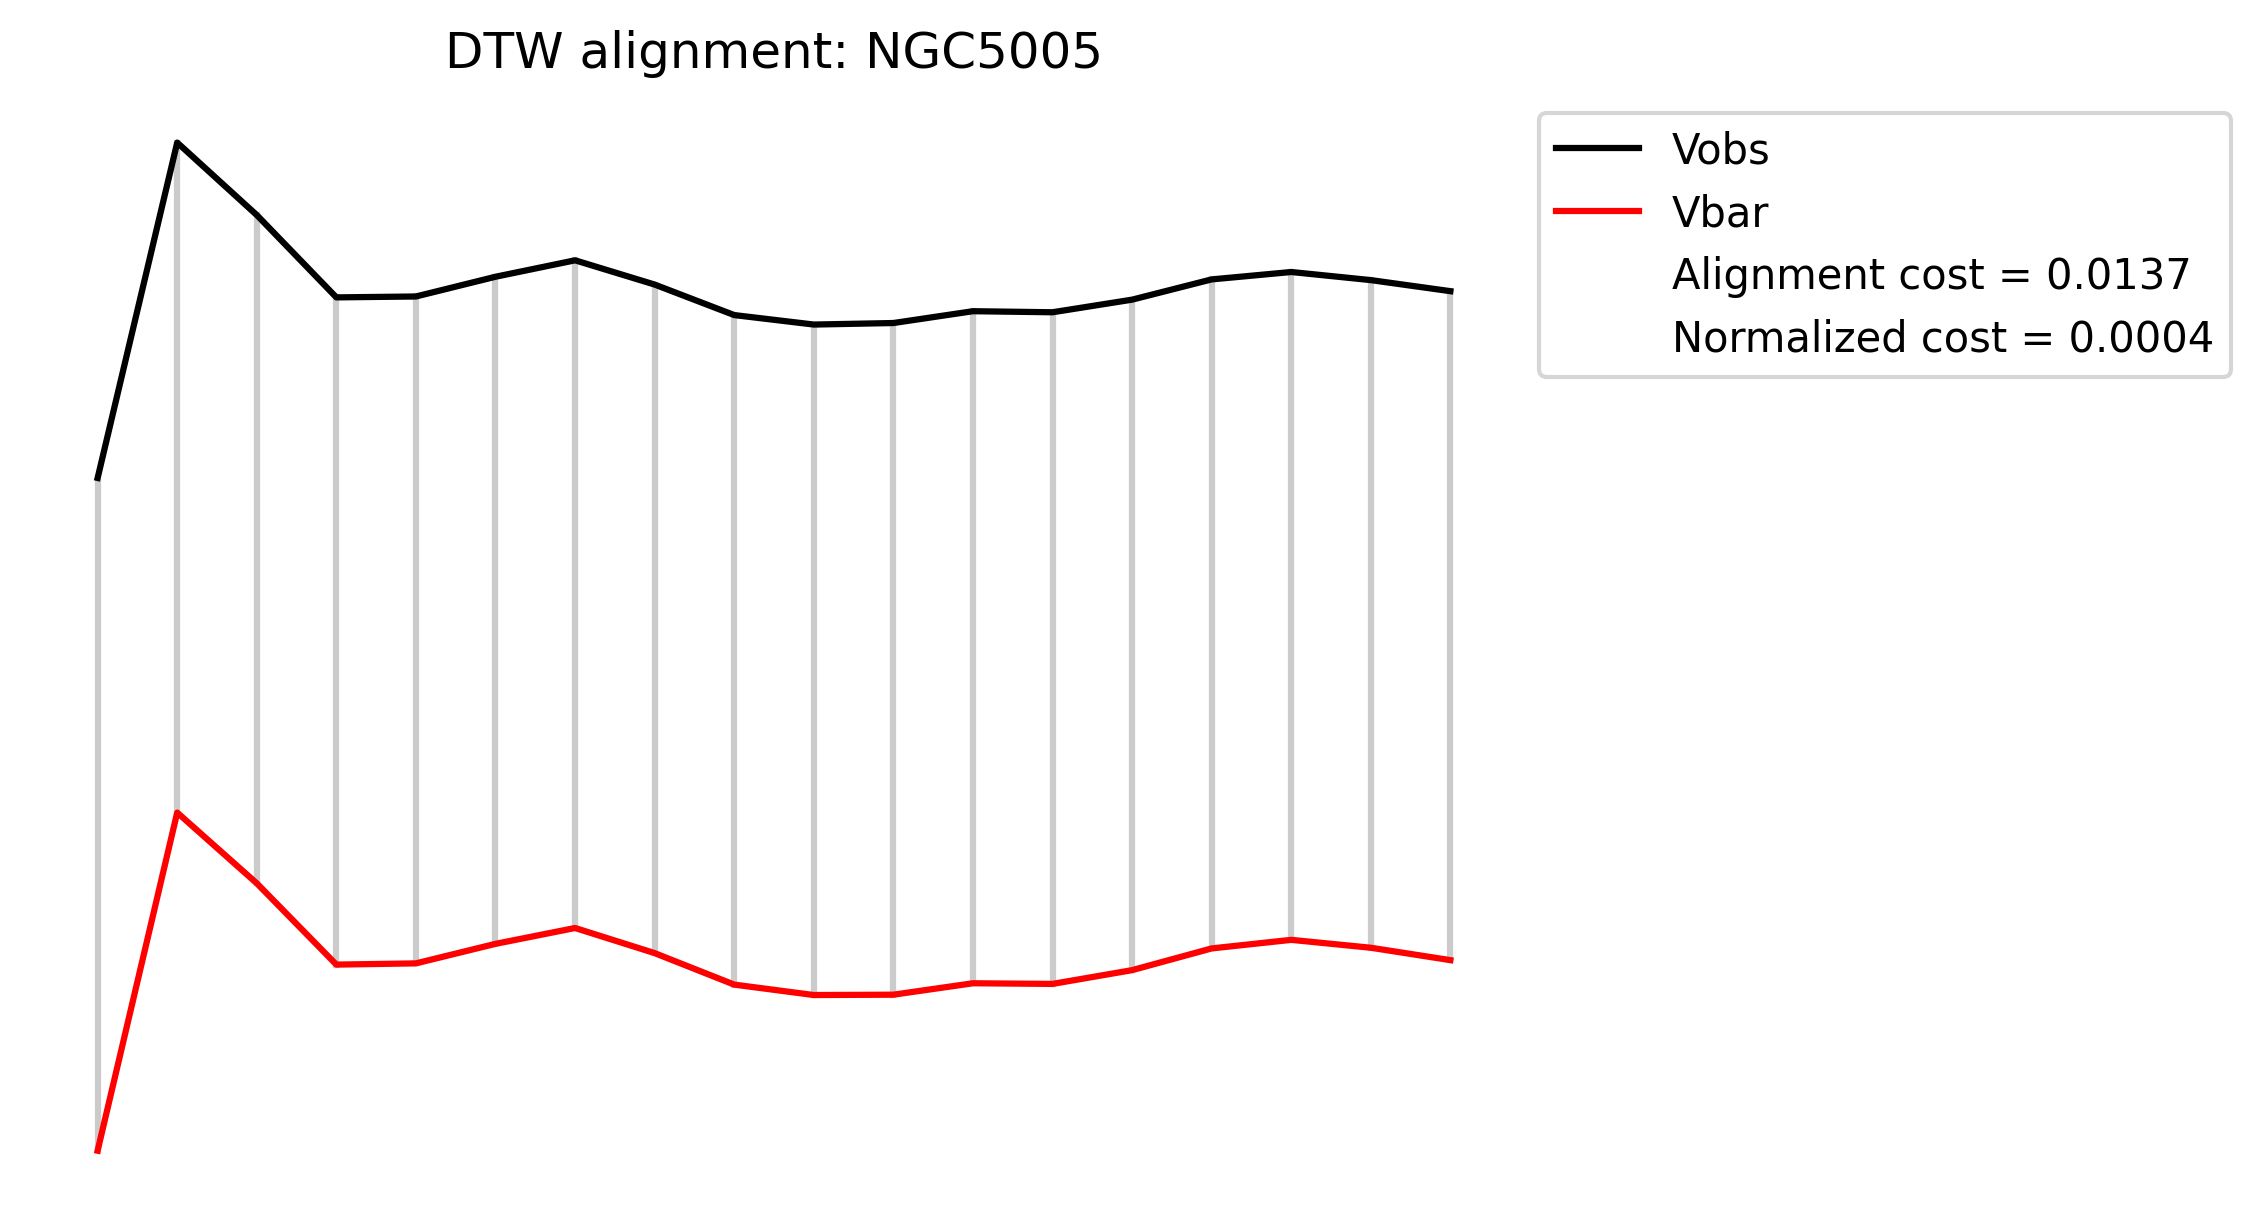 DTW alignment: NGC5005
Vobs
Vbar
Alignment cost = 0.0137
Normalized cost = 0.0004